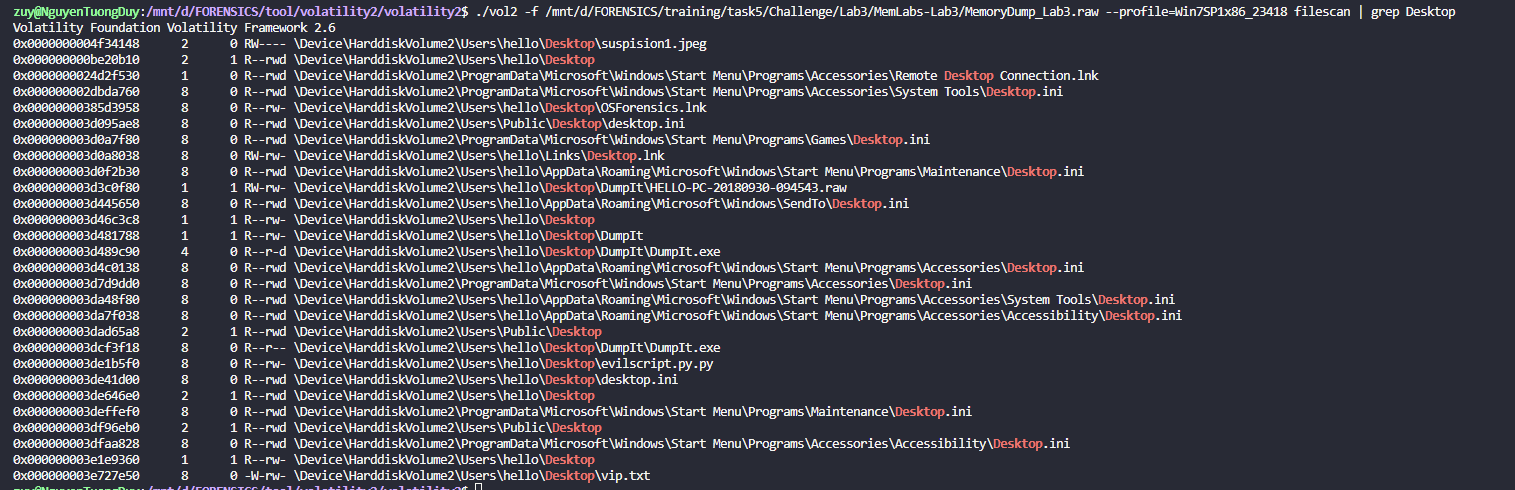 zuy@NguyenTuongDuy:/mnt/d/FORENSICS/tool/volatility2/volatility2$ ./vol2 -f /mnt/d/FORENSICS/training/task5/Challenge/Lab3/MemLabs-Lab3/MemoryDump_Lab3.raw --profile=Win7SP1x86_23418 filescan | grep Desktop
Volatility Foundation Volatility Framework 2.6
0x0000000004f34148 2 0 RW---- \Device\HarddiskVolume2\Users\hello\Desktop\suspision1.jpeg
0x000000000be20b10 2 1 R--rwd \Device\HarddiskVolume2\Users\hello\Desktop
0x0000000024d2f530 1 0 R--rwd \Device\HarddiskVolume2\ProgramData\Microsoft\Windows\Start Menu\Programs\Accessories\Remote Desktop Connection.lnk
0x000000002dbda760 8 0 R--rwd \Device\HarddiskVolume2\ProgramData\Microsoft\Windows\Start Menu\Programs\Accessories\System Tools\Desktop.ini
0x00000000385d3958 8 0 R--rw- \Device\HarddiskVolume2\Users\hello\Desktop\OSForensics.lnk
0x000000003d095ae8 8 0 R--rwd \Device\HarddiskVolume2\Users\Public\Desktop\desktop.ini
0x000000003d0a7f80 8 0 R--rwd \Device\HarddiskVolume2\ProgramData\Microsoft\Windows\Start Menu\Programs\Games\Desktop.ini
0x000000003d0a8038 8 0 RW-rw- \Device\HarddiskVolume2\Users\hello\Links\Desktop.lnk
0x000000003d0f2b30 8 0 R--rwd \Device\HarddiskVolume2\Users\hello\AppData\Roaming\Microsoft\Windows\Start Menu\Programs\Maintenance\Desktop.ini
0x000000003d3c0f80 1 1 RW-rw- \Device\HarddiskVolume2\Users\hello\Desktop\DumpIt\HELLO-PC-20180930-094543.raw
0x000000003d445650 8 0 R--rwd \Device\HarddiskVolume2\Users\hello\AppData\Roaming\Microsoft\Windows\SendTo\Desktop.ini
0x000000003d46c3c8 1 1 R--rw- \Device\HarddiskVolume2\Users\hello\Desktop
0x000000003d481788 1 1 R--rw- \Device\HarddiskVolume2\Users\hello\Desktop\DumpIt
0x000000003d489c90 4 0 R--r-d \Device\HarddiskVolume2\Users\hello\Desktop\DumpIt\DumpIt.exe
0x000000003d4c0138 8 0 R--rwd \Device\HarddiskVolume2\Users\hello\AppData\Roaming\Microsoft\Windows\Start Menu\Programs\Accessories\Desktop.ini
0x000000003d7d9dd0 8 0 R--rwd \Device\HarddiskVolume2\ProgramData\Microsoft\Windows\Start Menu\Programs\Accessories\Desktop.ini
0x000000003da48f80 8 0 R--rwd \Device\HarddiskVolume2\Users\hello\AppData\Roaming\Microsoft\Windows\Start Menu\Programs\Accessories\System Tools\Desktop.ini
0x000000003da7f038 8 0 R--rwd \Device\HarddiskVolume2\Users\hello\AppData\Roaming\Microsoft\Windows\Start Menu\Programs\Accessories\Accessibility\Desktop.ini
0x000000003dad65a8 2 1 R--rwd \Device\HarddiskVolume2\Users\Public\Desktop
0x000000003dcf3f18 8 0 R--r-- \Device\HarddiskVolume2\Users\hello\Desktop\DumpIt\DumpIt.exe
0x000000003de1b5f0 8 0 R--rw- \Device\HarddiskVolume2\Users\hello\Desktop\evilscript.py.py
0x000000003de41d00 8 0 R--rwd \Device\HarddiskVolume2\Users\hello\Desktop\desktop.ini
0x000000003de646e0 2 1 R--rwd \Device\HarddiskVolume2\Users\hello\Desktop
0x000000003deffef0 8 0 R--rwd \Device\HarddiskVolume2\ProgramData\Microsoft\Windows\Start Menu\Programs\Maintenance\Desktop.ini
0x000000003df96eb0 2 1 R--rwd \Device\HarddiskVolume2\Users\Public\Desktop
0x000000003dfaa828 8 0 R--rwd \Device\HarddiskVolume2\ProgramData\Microsoft\Windows\Start Menu\Programs\Accessories\Accessibility\Desktop.ini
0x000000003e1e9360 1 1 R--rw- \Device\HarddiskVolume2\Users\hello\Desktop
0x000000003e727e50 8 0 -W-rw- \Device\HarddiskVolume2\Users\hello\Desktop\vip.txt
zuy@NguyenTuongDuy:/mnt/d/FORENSICS/tool/volatility2/volatility2$